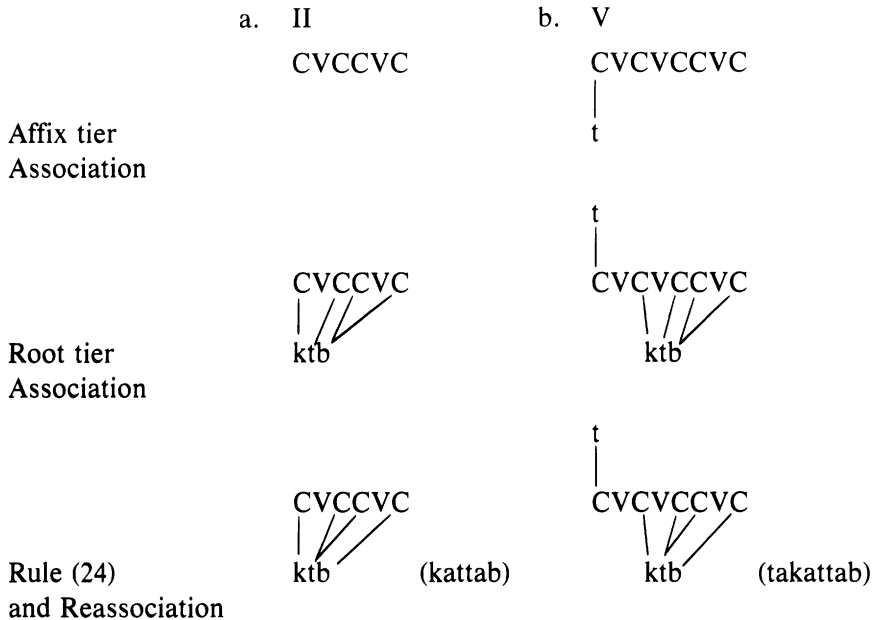 a. II b. V
CVCCVC CVCVCCVC
Affix tier t
Association
t
CVCCVC CVCVCCVC
Root tier ktb ktb
Association
t
CVCCVC CVCVCCVC
Rule (24) ktb (kattab) ktb (takattab)
and Reassociation